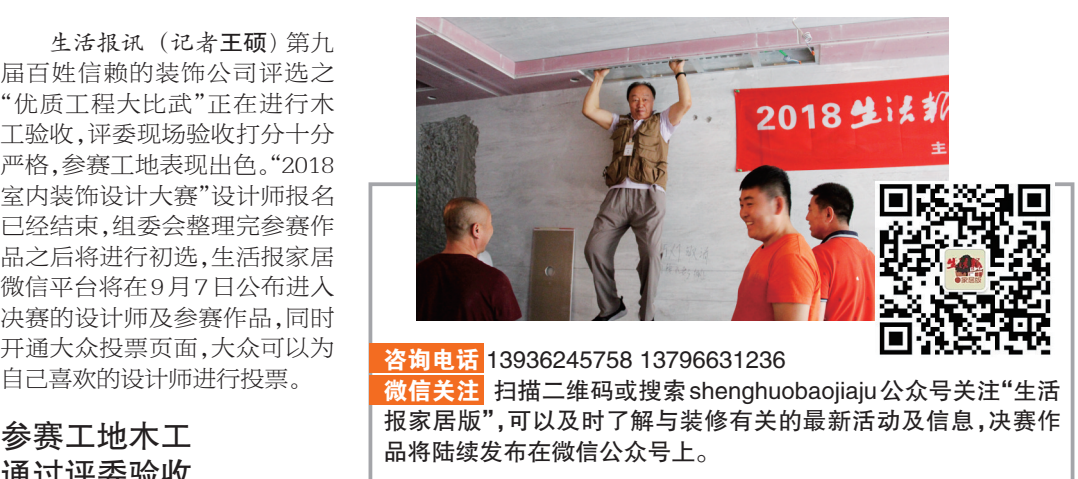 生活报讯（记者王硕）第九
届百姓信赖的装饰公司评选之
“优质工程大比武”正在进行木
工验收，评委现场验收打分十分
严格，参赛工地表现出色。“2018
室内装饰设计大赛”设计师报名
已经结束，组委会整理完参赛作
品之后将进行初选，生活报家居
微信平台将在9月7日公布进入
决赛的设计师及参赛作品，同时
开通大众投票页面，大众可以为
自己喜欢的设计师进行投票。
参赛工地木工
通过评委验收
2018生活报
主
咨询电话 13936245758 13796631236
微信关注 扫描二维码或搜索shenghuobaojiaju公众号关注“生活
报家居版”，可以及时了解与装修有关的最新活动及信息，决赛作
品将陆续发布在微信公众号上。